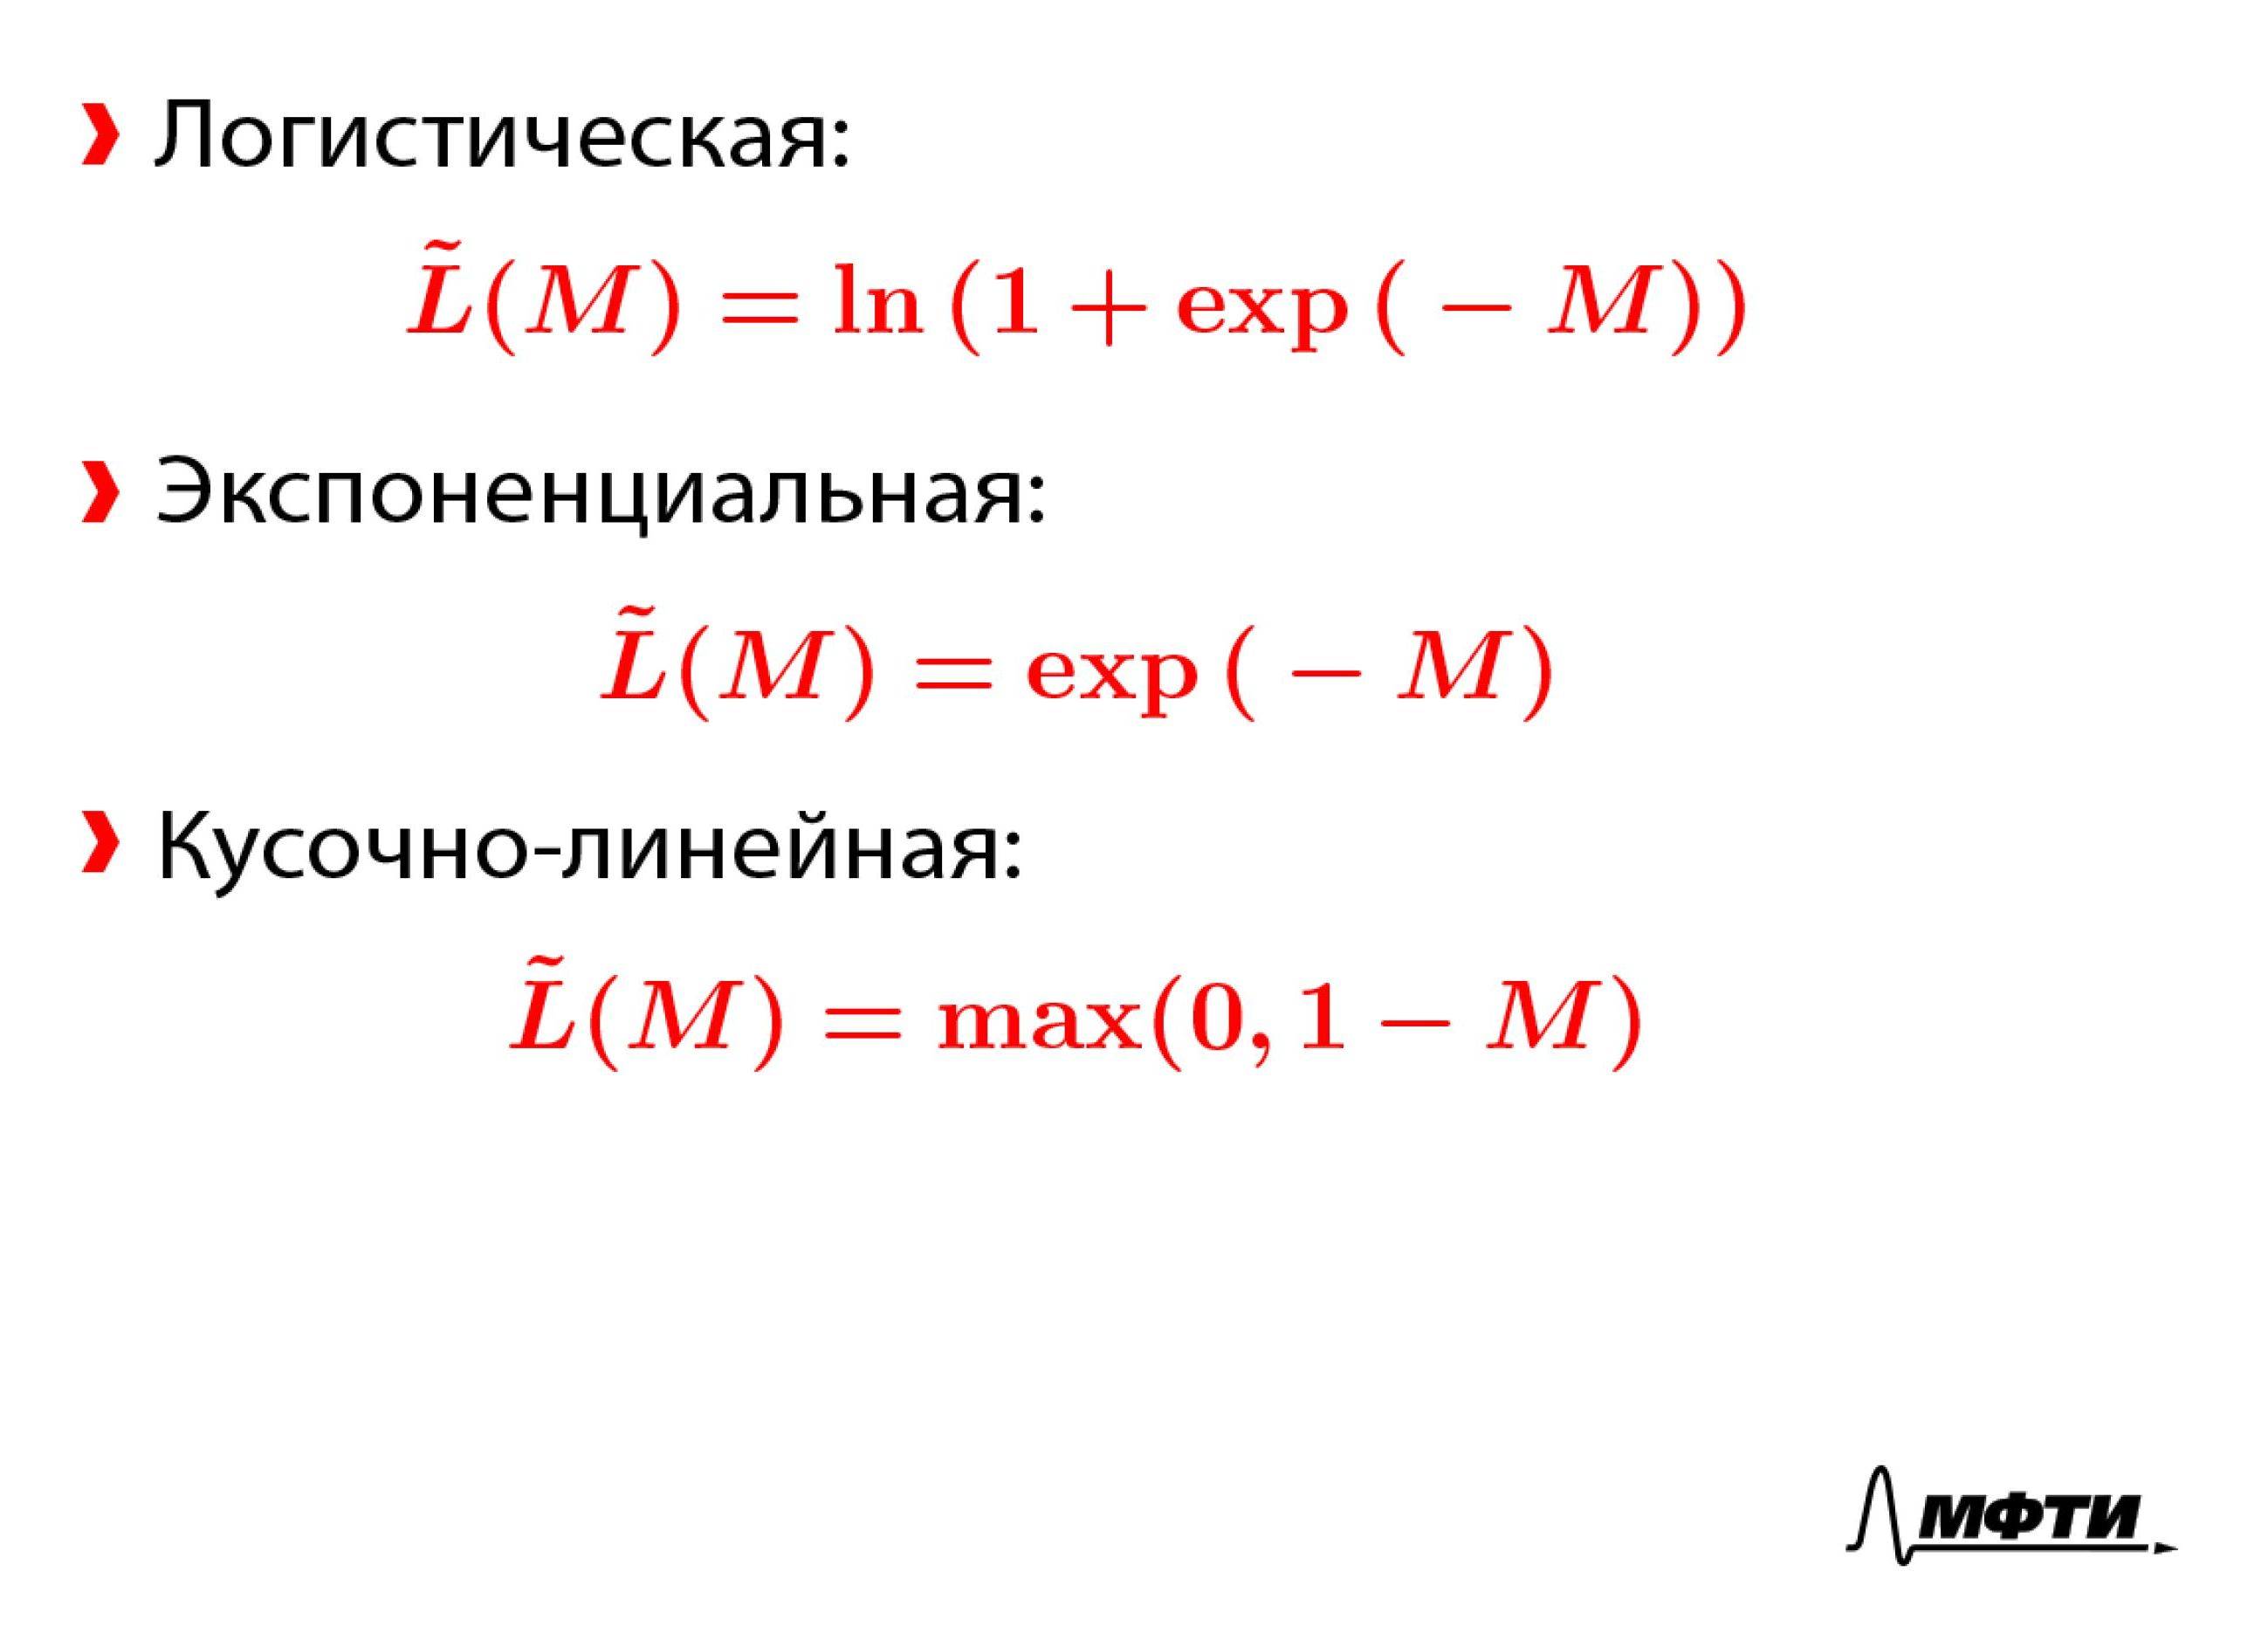 Логистическая:
L̃(M) = ln (1 + exp ( − M))
Экспоненциальная:
L̃(M) = exp ( − M)
Кусочно-линейная:
L̃(M) = max(0, 1 − M)
МФТИ